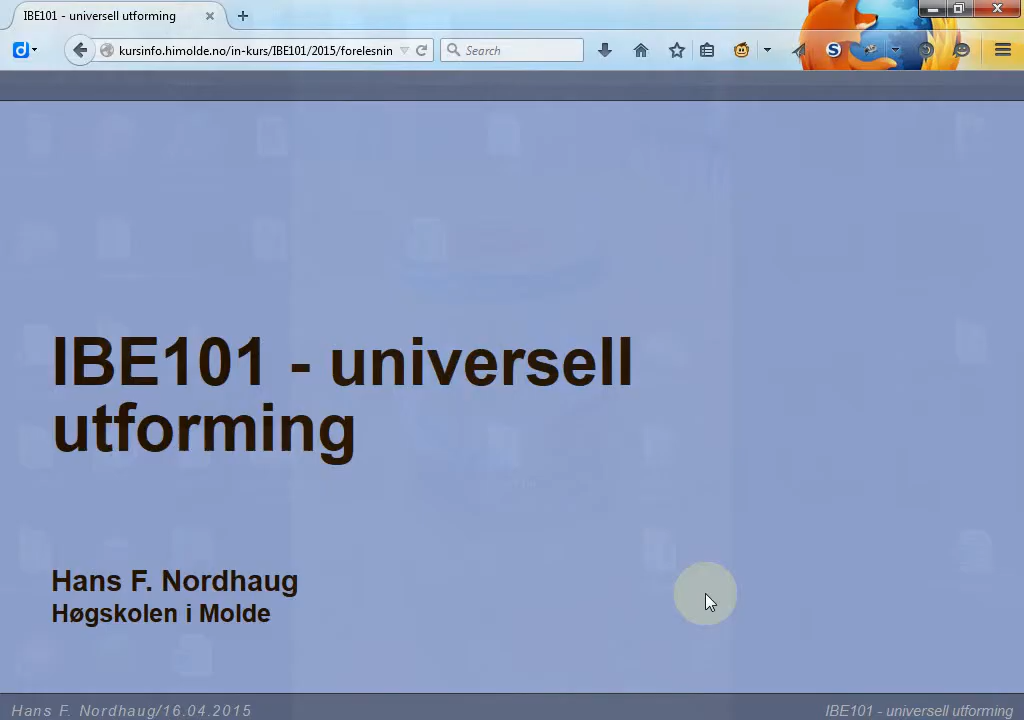 IBE101 - universell utforming
kursinfo.himolde.no/in-kurs/IBE101/2015/forelesnin
Search
IBE101 - universell
utforming
Hans F. Nordhaug
Høgskolen i Molde
Hans F. Nordhaug/16.04.2015
IBE101 - universell utforming